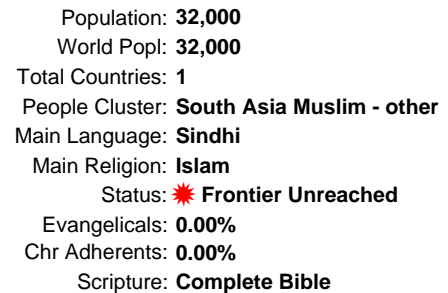 Population: 32,000
World Popl: 32,000
Total Countries: 1
People Cluster: South Asia Muslim - other
Main Language: Sindhi
Main Religion: Islam
Status: Frontier Unreached
Evangelicals: 0.00%
Chr Adherents: 0.00%
Scripture: Complete Bible